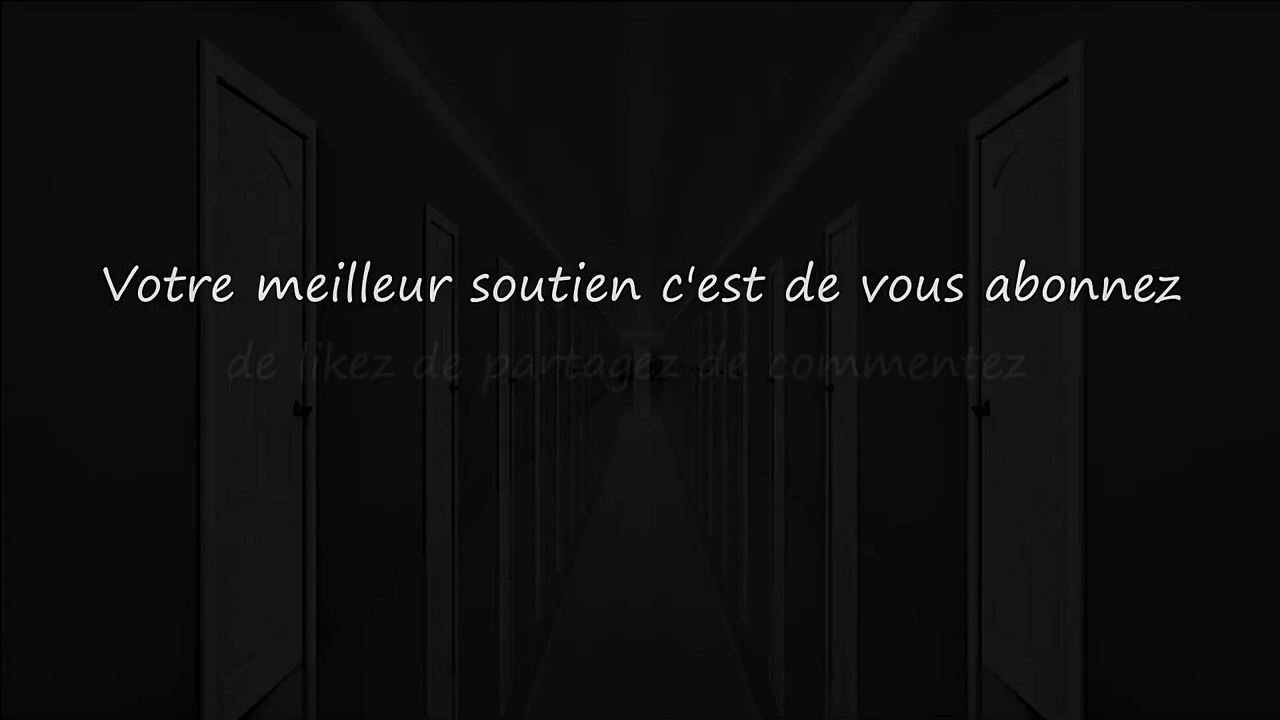 Votre meilleur soutien c'est de vous abonnez
de likez de partagez de commentez